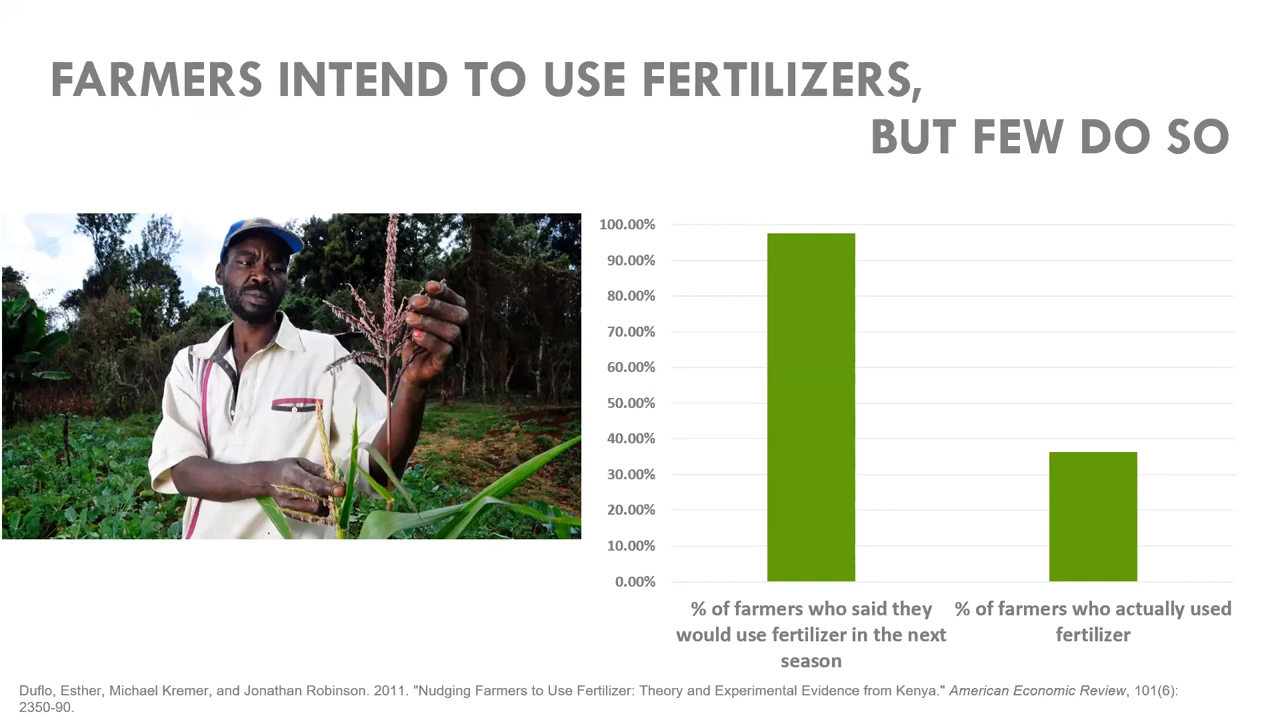 FARMERS INTEND TO USE FERTILIZERS,
BUT FEW DO SO
100.00%
90.00%
80.00%
70.00%
60.00%
50.00%
40.00%
30.00%
20.00%
10.00%
0.00%
% of farmers who said they
would use fertilizer in the next
season
% of farmers who actually used
fertilizer
Duflo, Esther, Michael Kremer, and Jonathan Robinson. 2011. "Nudging Farmers to Use Fertilizer: Theory and Experimental Evidence from Kenya." American Economic Review, 101(6):
2350-90.